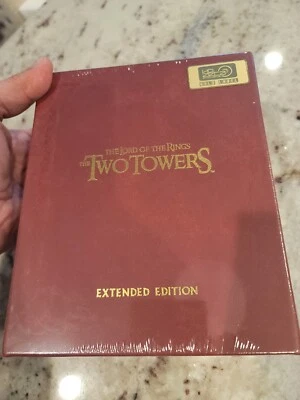 THE LORD OF THE RINGS
THE TWO TOWERS
EXTENDED EDITION